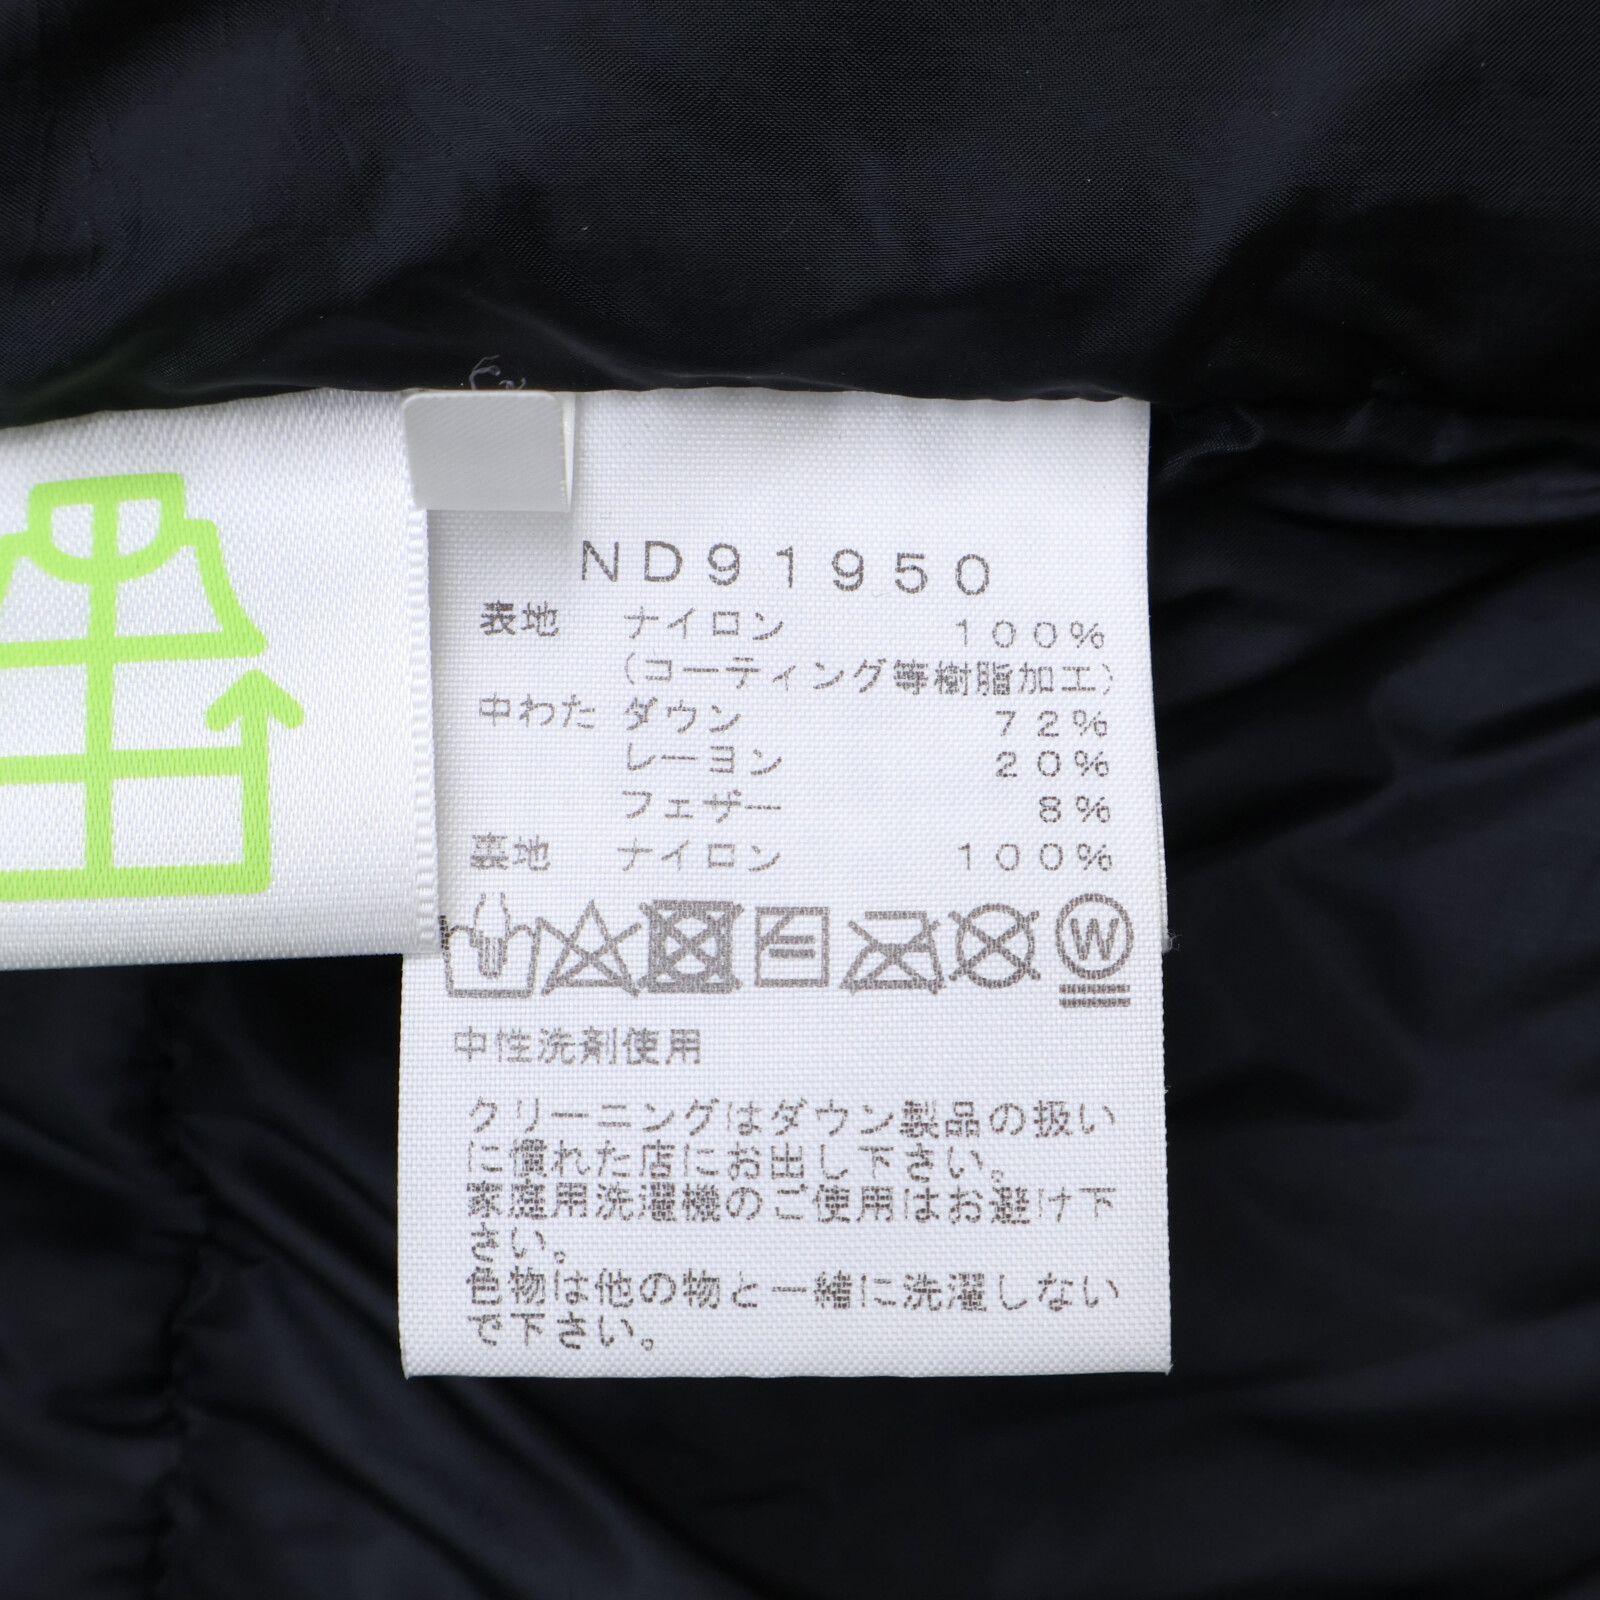 ND91950
表地 ナイロン 100%
(コーティング等樹脂加工)
中わた ダウン 72%
レーヨン 20%
フェザー 8%
裏地 ナイロン 100%
W
中性洗剤使用
クリーニングはダウン製品の扱い
に慣れた店にお出し下さい。
家庭用洗濯機のご使用はお避け下
さい。
色物は他の物と一緒に洗濯しない
で下さい。